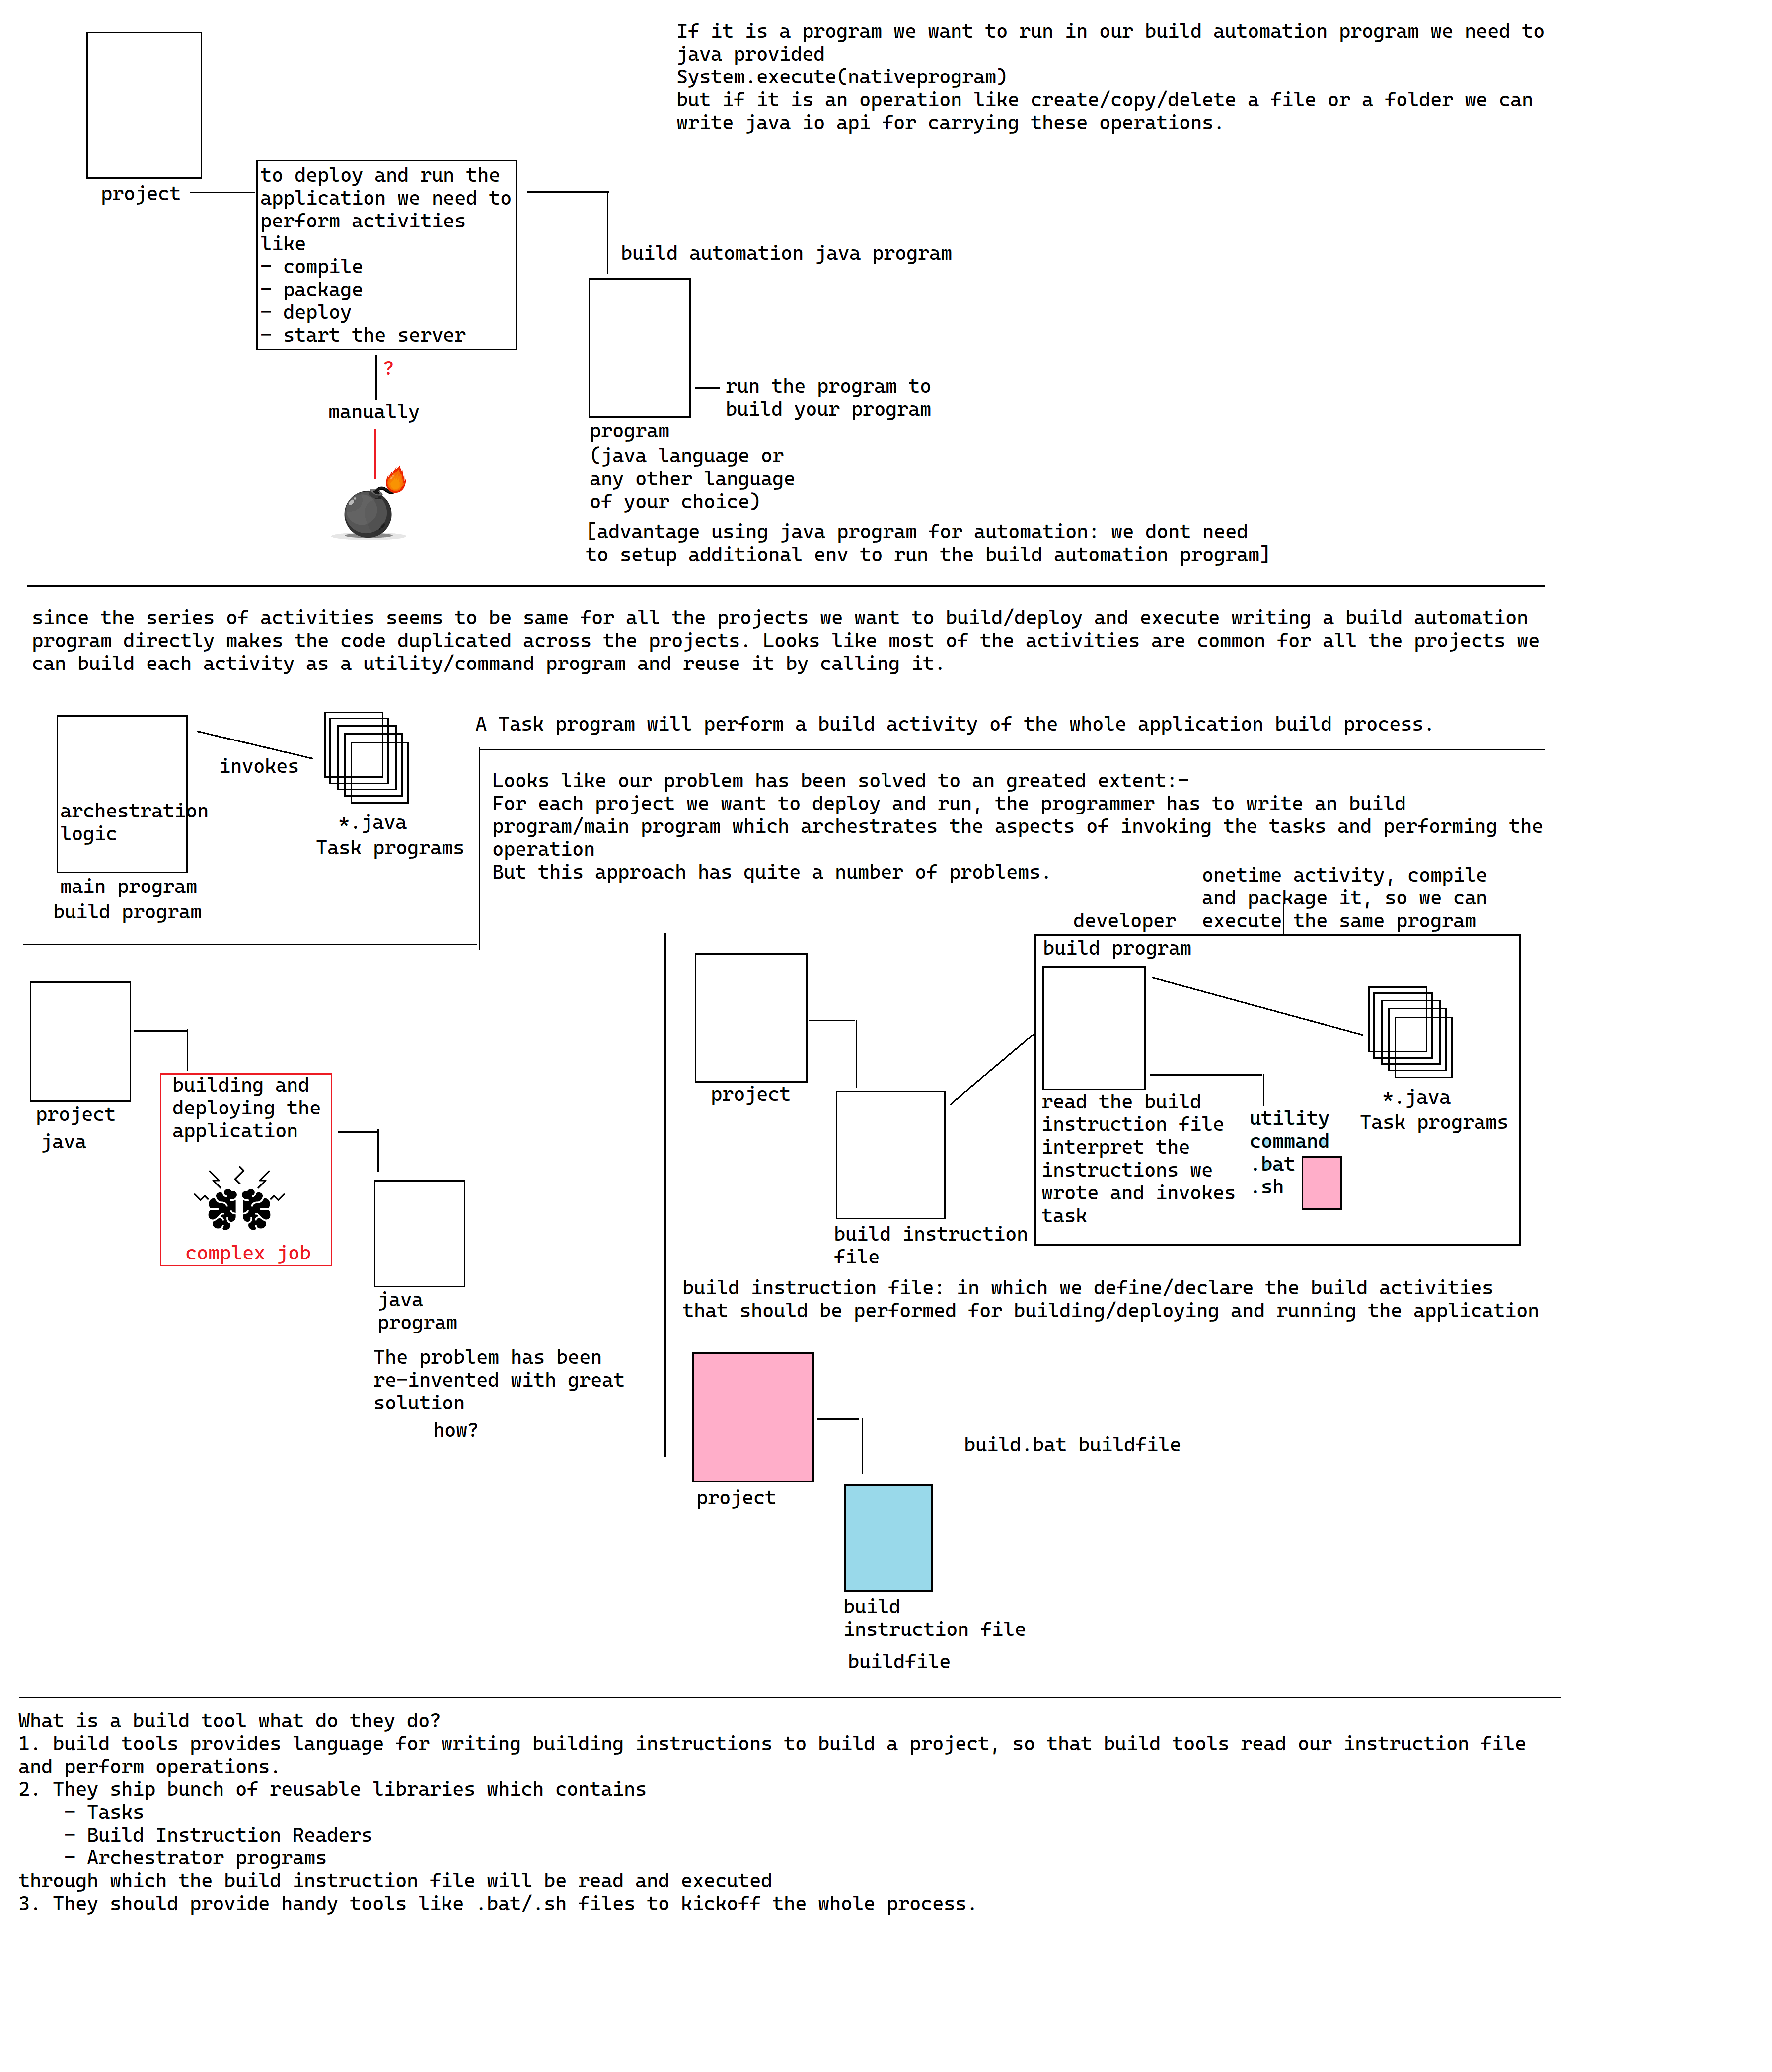 If it is a program we want to run in our build automation program we need to
java provided
System.execute(nativeprogram)
but if it is an operation like create/copy/delete a file or a folder we can
write java io api for carrying these operations.
project
to deploy and run the
application we need to
perform activities
like
- compile
- package
- deploy
- start the server
?
manually
build automation java program
run the program to
build your program
program
(java language or
any other language
of your choice)
[advantage using java program for automation: we dont need
to setup additional env to run the build automation program]
since the series of activities seems to be same for all the projects we want to build/deploy and execute writing a build automation
program directly makes the code duplicated across the projects. Looks like most of the activities are common for all the projects we
can build each activity as a utility/command program and reuse it by calling it.
archestration
logic
main program
build program
invokes
*.java
Task programs
A Task program will perform a build activity of the whole application build process.
Looks like our problem has been solved to an greated extent:-
For each project we want to deploy and run, the programmer has to write an build
program/main program which archestrates the aspects of invoking the tasks and performing the
operation
But this approach has quite a number of problems.
project
java
building and
deploying the
application
complex job
java
program
The problem has been
re-invented with great
solution
how?
developer
onetime activity, compile
and package it, so we can
execute the same program
project
build instruction
file
build program
read the build
instruction file
interpret the
instructions we
wrote and invokes
task
utility
command
.bat
.sh
*.java
Task programs
build instruction file: in which we define/declare the build activities
that should be performed for building/deploying and running the application
project
build.bat buildfile
build
instruction file
buildfile
What is a build tool what do they do?
1. build tools provides language for writing building instructions to build a project, so that build tools read our instruction file
and perform operations.
2. They ship bunch of reusable libraries which contains
- Tasks
- Build Instruction Readers
- Archestrator programs
through which the build instruction file will be read and executed
3. They should provide handy tools like .bat/.sh files to kickoff the whole process.